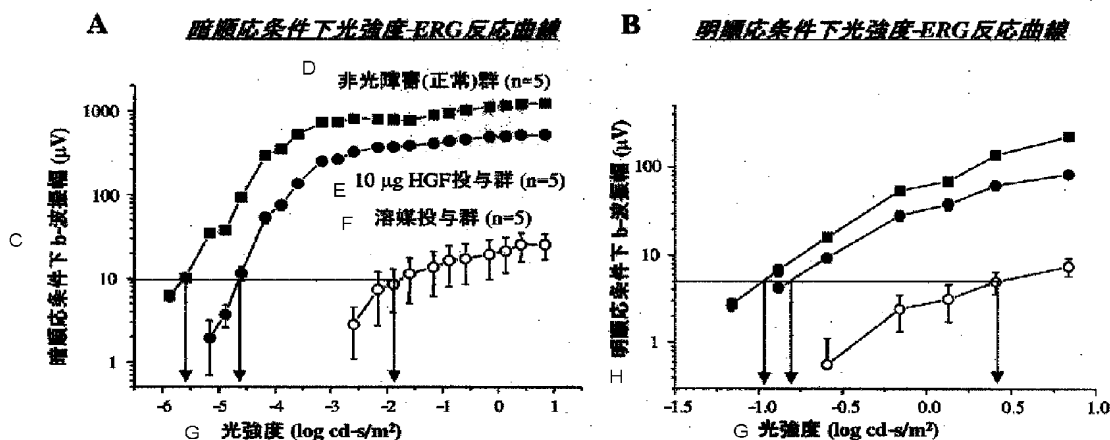 A
暗順応条件下光強度-ERG反応曲線
D 非光障害(正常)群 (n=5)
1000
100
10
1
E 10 μg HGF投与群 (n=5)
F 溶媒投与群 (n=5)
C 暗順応条件下 b-波振幅 (μV)
-6 -5 -4 -3 -2 -1 0 1
G 光強度 (log cd-s/m²)
B
明順応条件下光強度-ERG反応曲線
100
10
1
H 明順応条件下 b-波振幅 (μV)
-1.5 -1.0 -0.5 0.0 0.5 1.0
G 光強度 (log cd-s/m²)